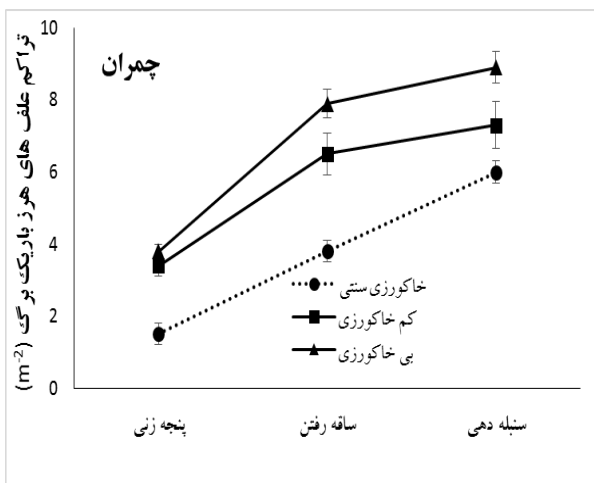 چمران
تراکم علف های هرز باریک برگ (m⁻²)
10
8
6
4
2
0
خاکورزی سنتی
کم خاکورزی
بی خاکورزی
پنجه زنی
ساقه رفتن
سنبله دهی